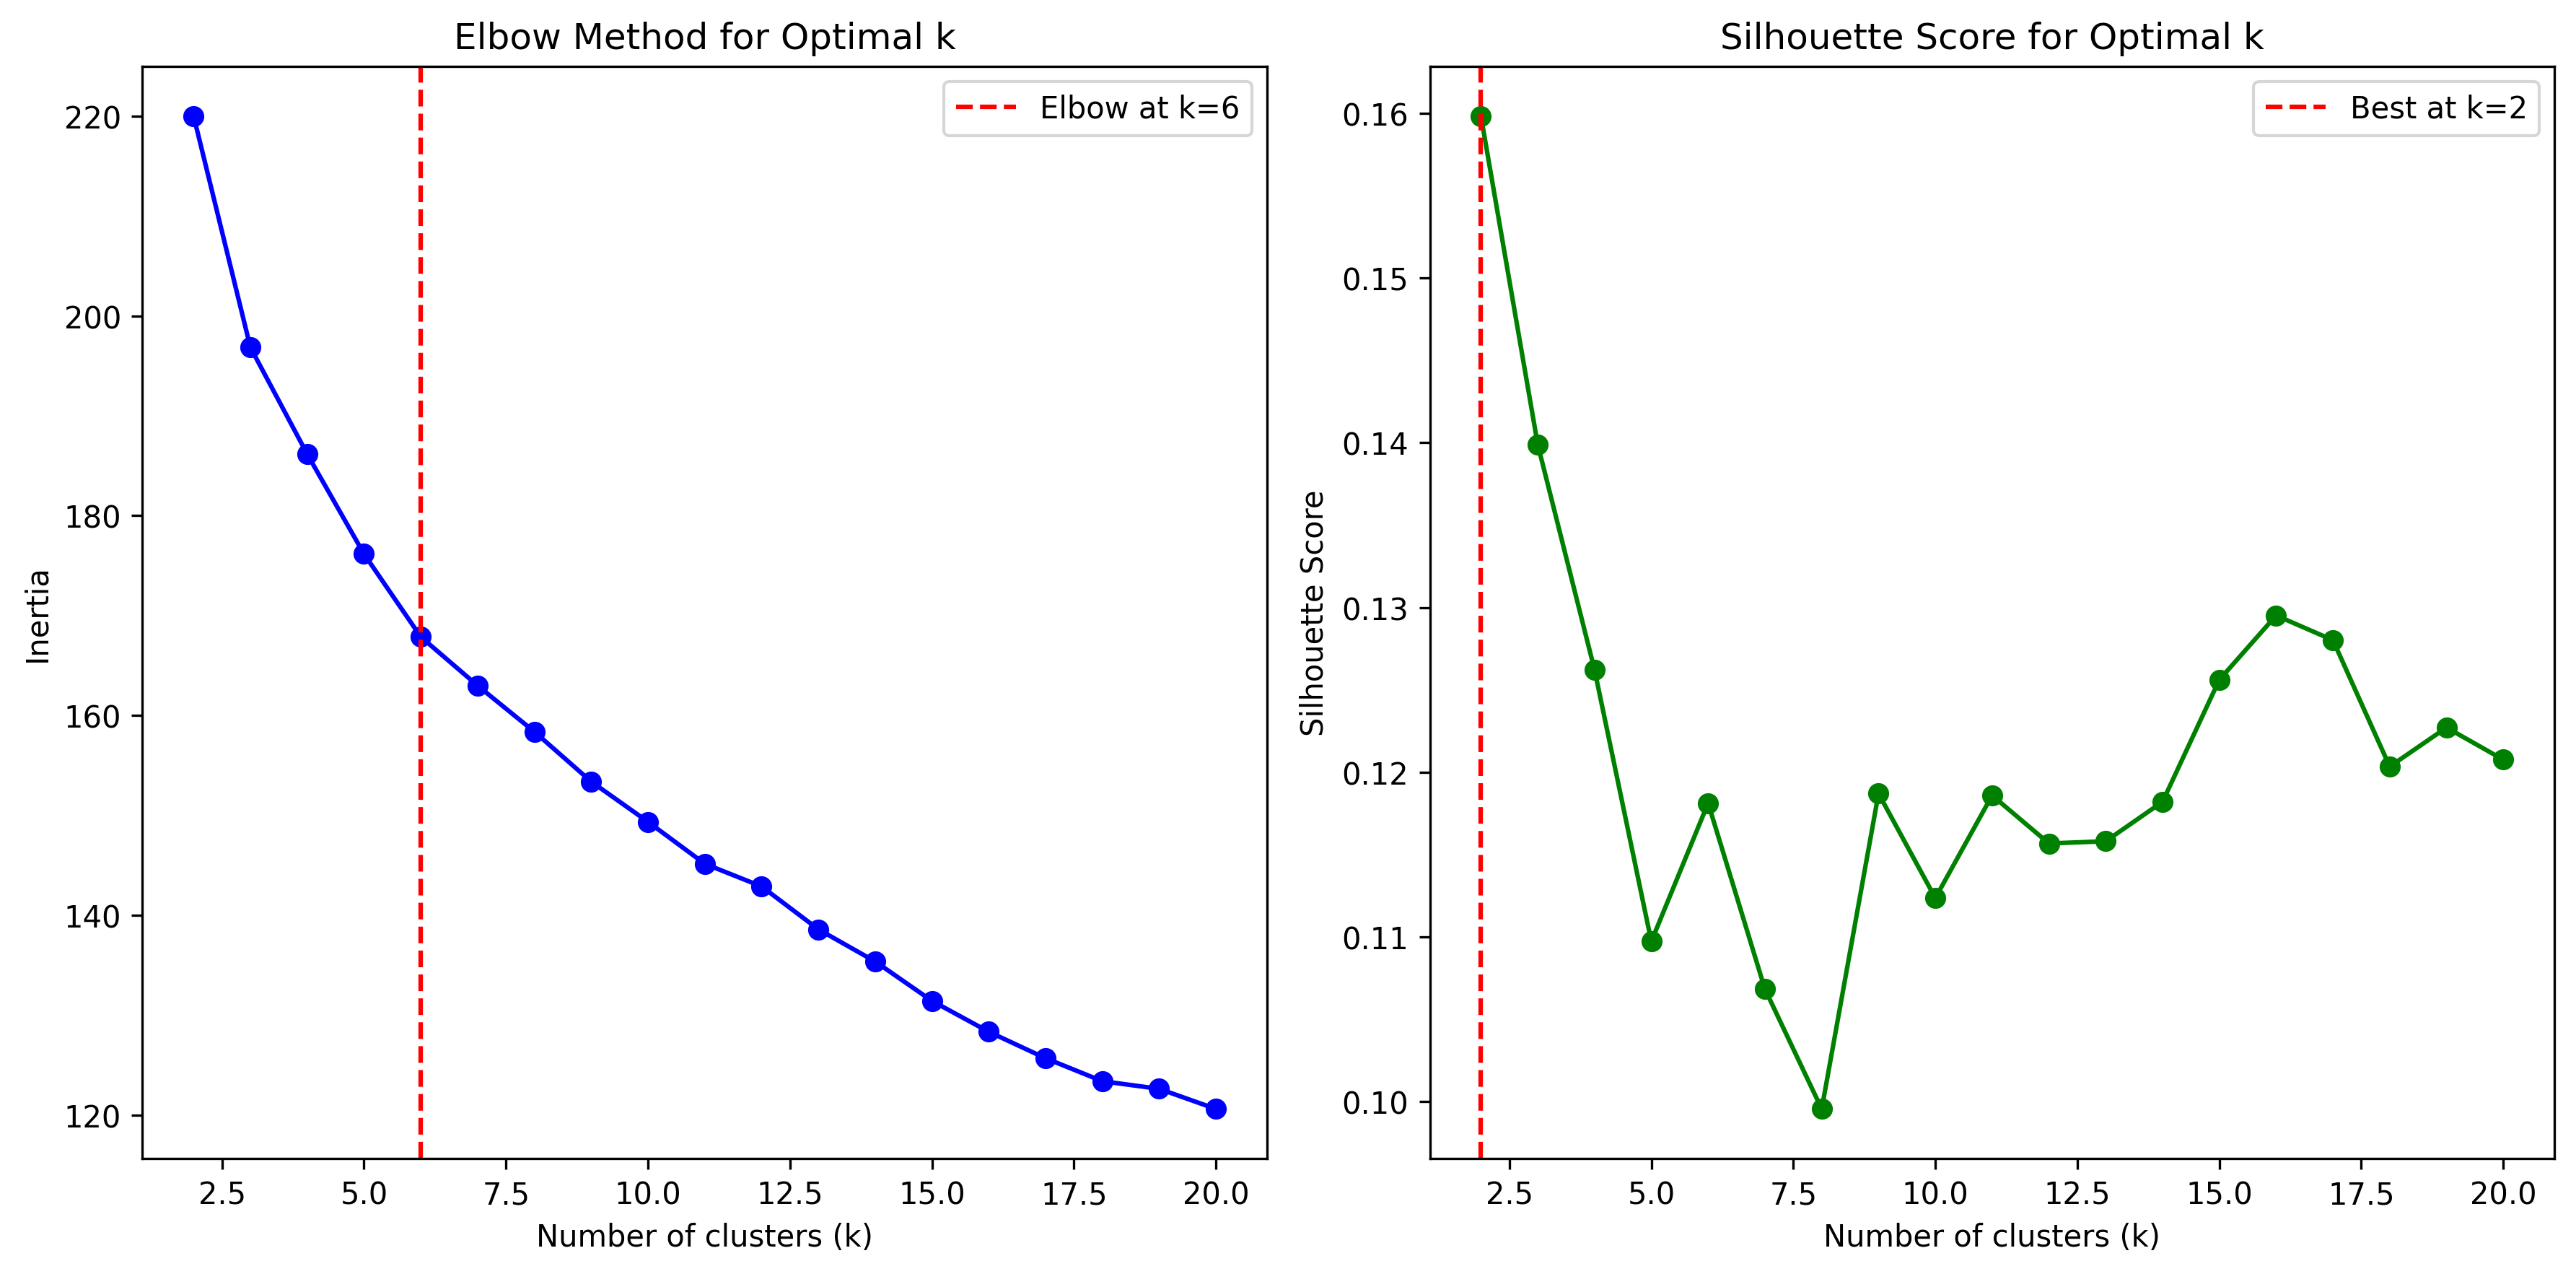 Elbow Method for Optimal k
Elbow at k=6
220
200
180
160
140
120
Inertia
2.5 5.0 7.5 10.0 12.5 15.0 17.5 20.0
Number of clusters (k)
Silhouette Score for Optimal k
Best at k=2
0.16
0.15
0.14
0.13
0.12
0.11
0.10
Silhouette Score
2.5 5.0 7.5 10.0 12.5 15.0 17.5 20.0
Number of clusters (k)